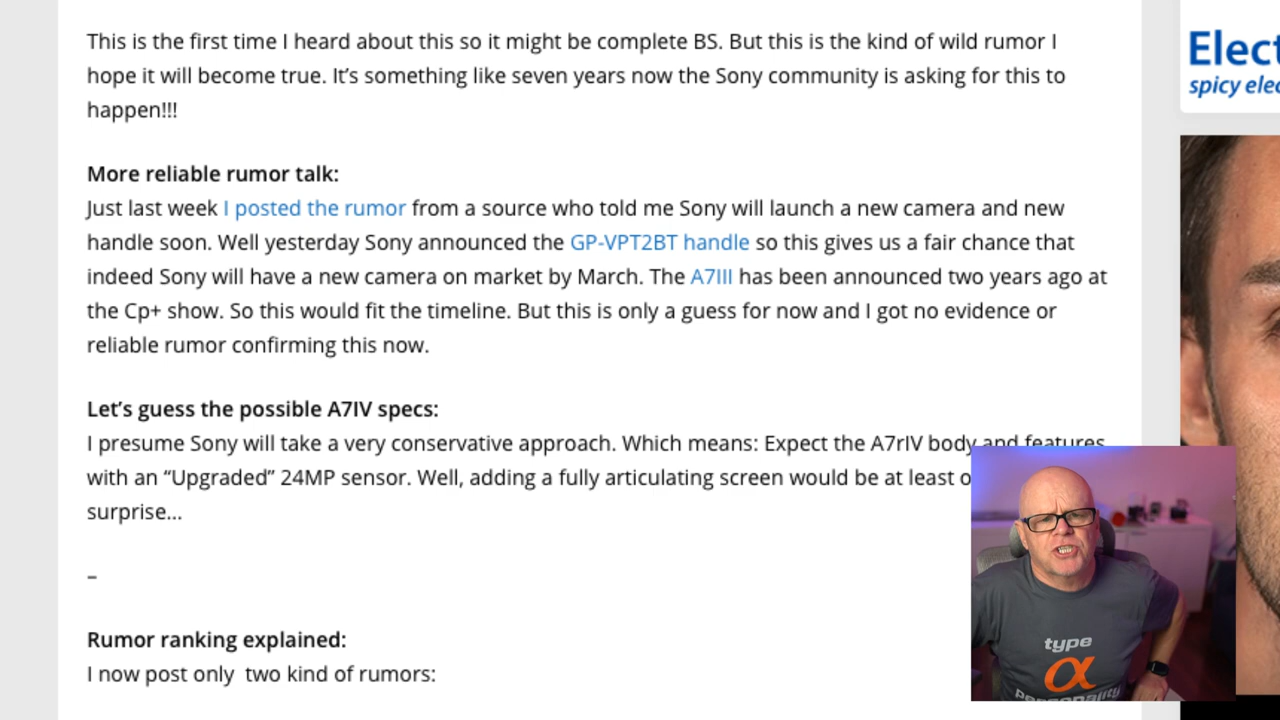 This is the first time I heard about this so it might be complete BS. But this is the kind of wild rumor I
hope it will become true. It’s something like seven years now the Sony community is asking for this to
happen!!!
More reliable rumor talk:
Just last week I posted the rumor from a source who told me Sony will launch a new camera and new
handle soon. Well yesterday Sony announced the GP-VPT2BT handle so this gives us a fair chance that
indeed Sony will have a new camera on market by March. The A7III has been announced two years ago at
the Cp+ show. So this would fit the timeline. But this is only a guess for now and I got no evidence or
reliable rumor confirming this now.
Let’s guess the possible A7IV specs:
I presume Sony will take a very conservative approach. Which means: Expect the A7rIV body and features
with an “Upgraded” 24MP sensor. Well, adding a fully articulating screen would be at least
surprise…
–
Rumor ranking explained:
I now post only  two kind of rumors:
Elect
spicy elec
type
α
personality